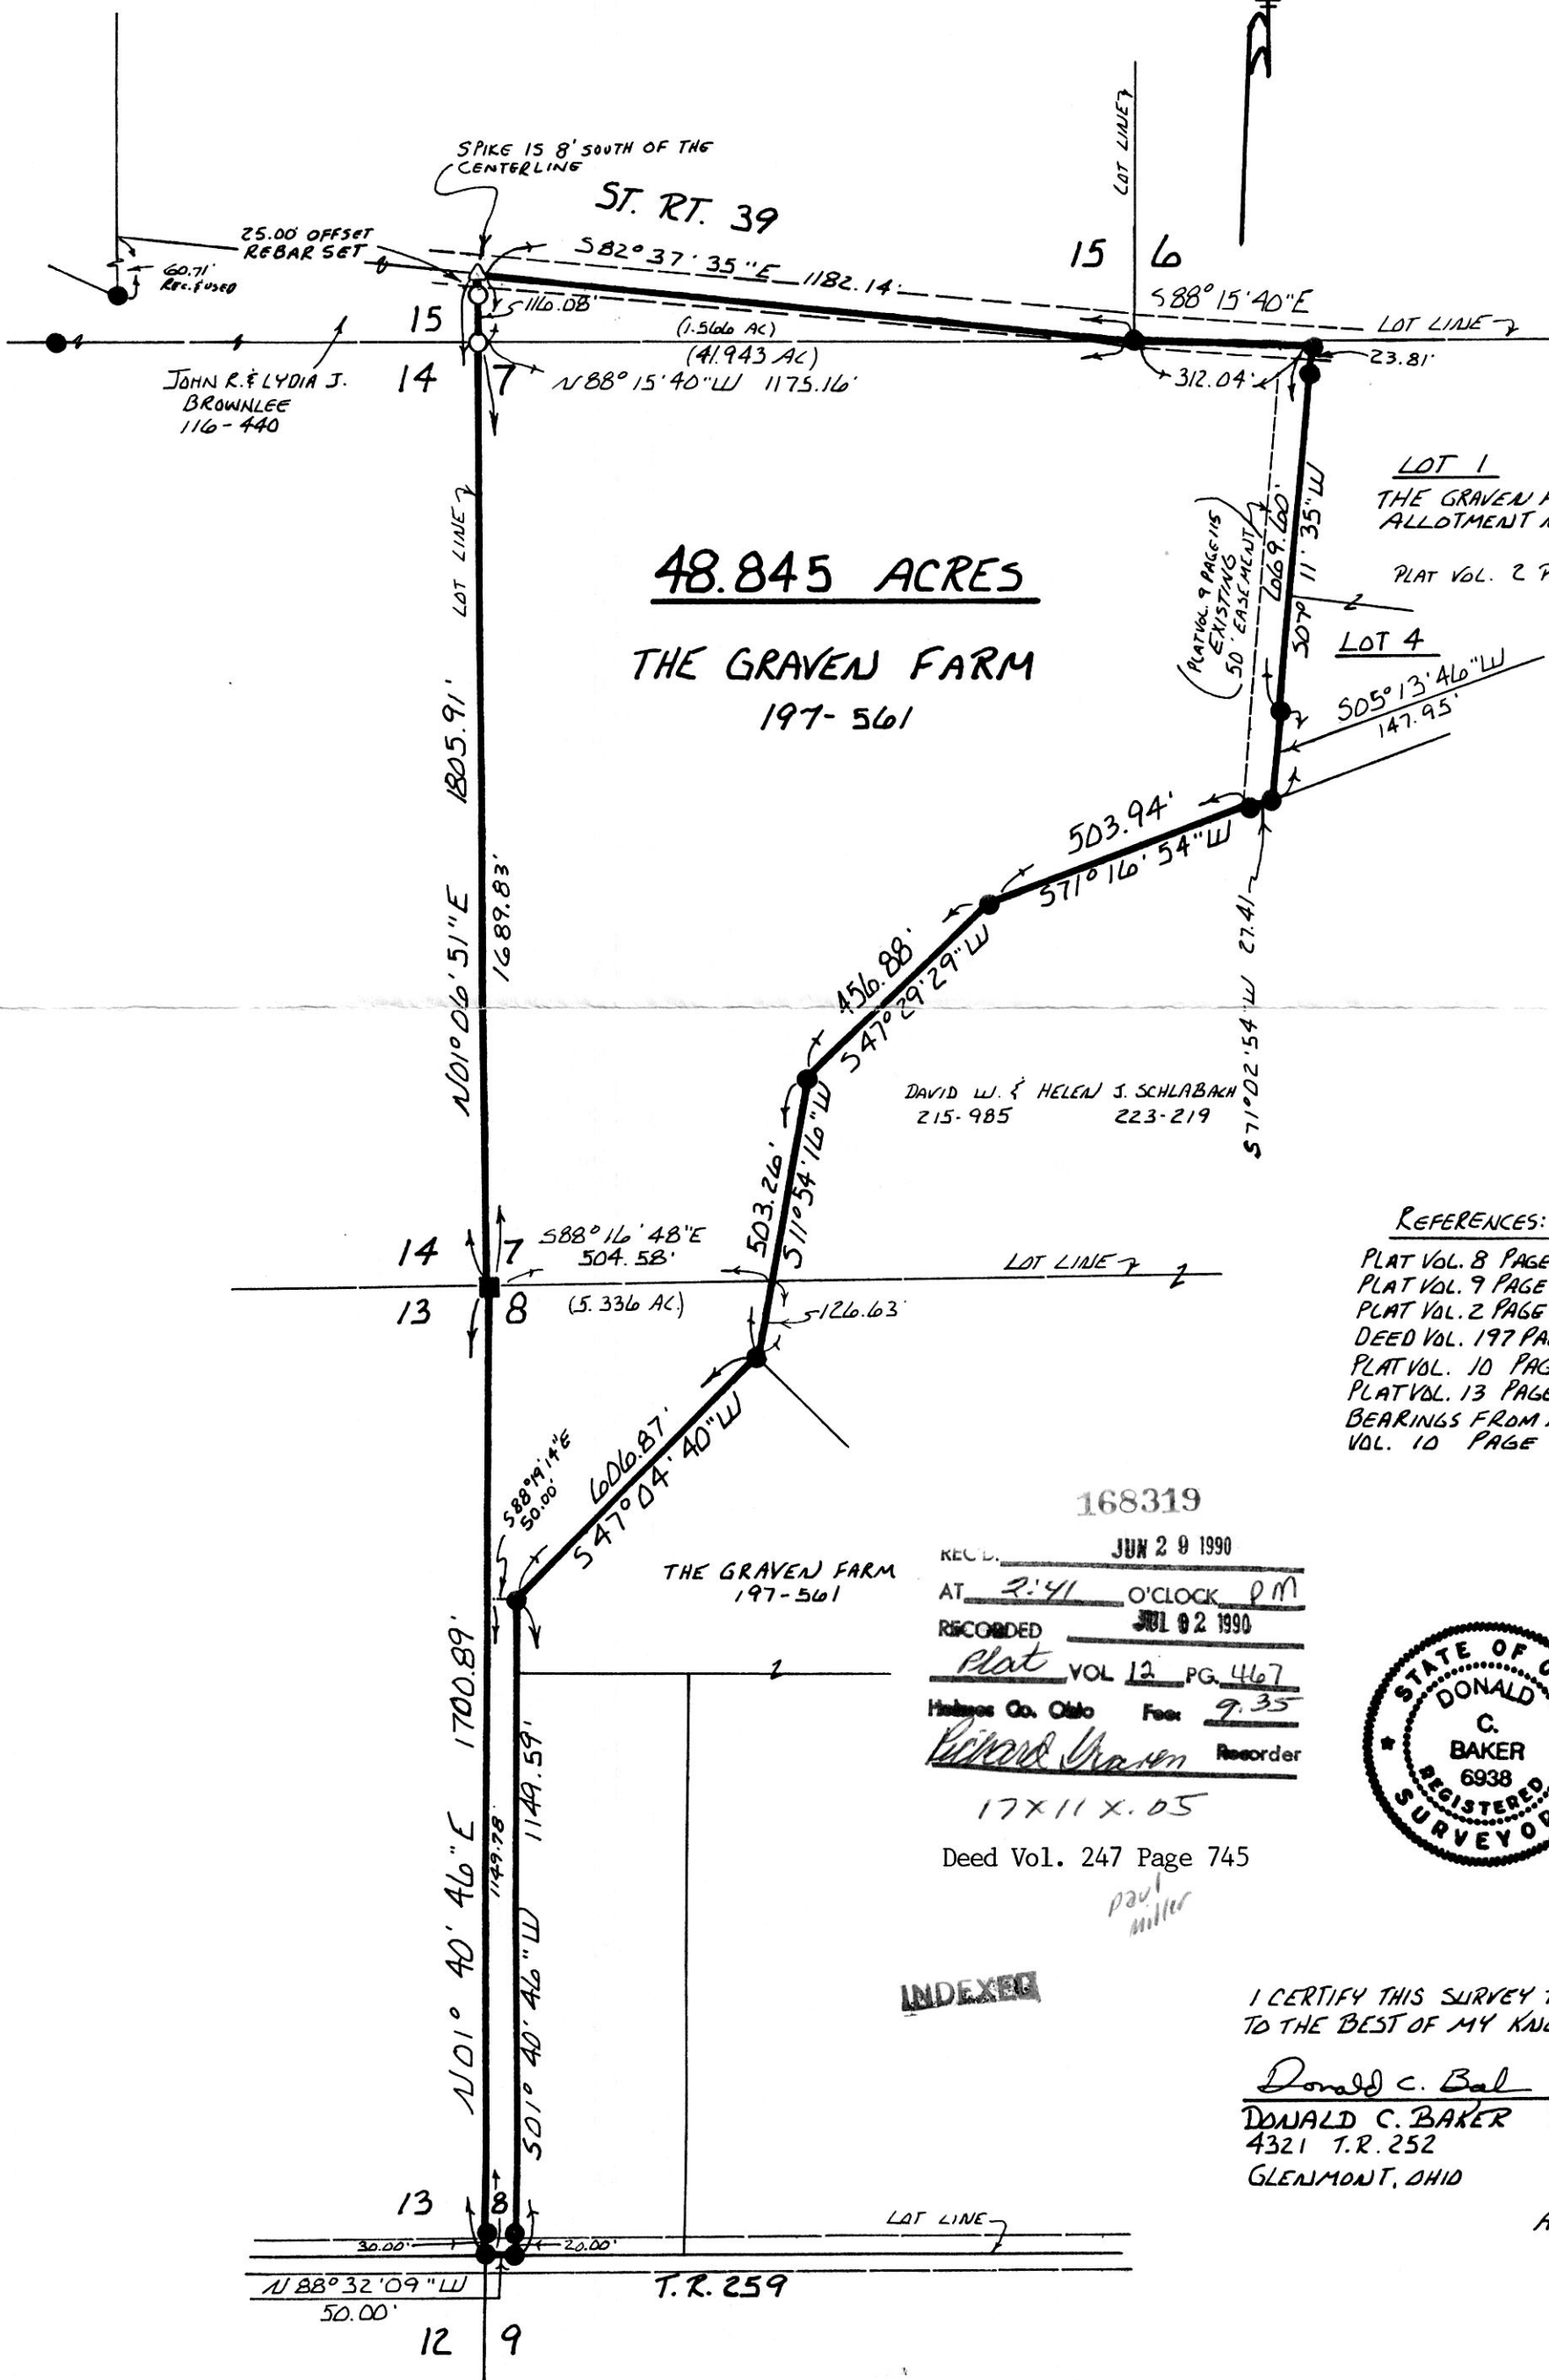 SPIKE IS 8' SOUTH OF THE
CENTERLINE
ST. RT. 39
LOT LINE
25.00' OFFSET
REBAR SET
60.71'
REC. & USED
S82° 37' 35"E 1182.14'
15 6
S88° 15' 40"E
LOT LINE
116.08'
15
(1.566 AC)
(41.943 AC)
14 7
N88° 15' 40"W 1175.16'
312.04'
23.81'
JOHN R. & LYDIA J.
BROWNLEE
116-440
LOT LINE
48.845 ACRES
THE GRAVEN FARM
197-561
PLAT VOL. 9 PAGE 115
EXISTING
50' EASEMENT
669.60'
S07° 11' 35"W
LOT 1
THE GRAVEN
ALLOTMENT
PLAT VOL. 2 P
LOT 4
S05° 13' 46"W
147.95'
N01° 06' 51"E 1805.91'
1689.83'
503.94'
S71° 16' 54"W
S71° 02' 54"W 27.41
456.88'
S47° 29' 29"W
DAVID W. & HELEN J. SCHLABACH
215-985 223-219
503.26'
S11° 54' 16"W
14 7
S88° 16' 48"E
504.58'
LOT LINE
13 8
(5.336 AC.)
126.63'
REFERENCES:
PLAT VOL. 8 PAGE
PLAT VOL. 9 PAGE
PLAT VOL. 2 PAGE
DEED VOL. 197 PA
PLAT VOL. 10 PAG
PLAT VOL. 13 PAGE
BEARINGS FROM
VOL. 10 PAGE
606.87'
S47° 04' 40"W
S88° 19' 14"E
50.00'
THE GRAVEN FARM
197-561
168319
REC'D. JUN 29 1990
AT 2:41 O'CLOCK PM
RECORDED JUL 02 1990
Plat VOL 12 PG. 467
Holmes Co. Ohio Fee: 9.35
Richard Graven Recorder
17 X 11 X .05
Deed Vol. 247 Page 745
Paul
Miller
INDEXED
STATE OF O
DONALD
C.
BAKER
6938
REGISTERED
SURVEYO
N01° 40' 46"E 1700.89'
1149.78'
S01° 40' 46"W 1149.59'
I CERTIFY THIS SURVEY T
TO THE BEST OF MY KNO
Donald C. Bak
DONALD C. BAKER
4321 T.R. 252
GLENMONT, OHIO
A
13 8
LOT LINE
30.00' 20.00'
N88° 32' 09"W
50.00'
T.R. 259
12 9